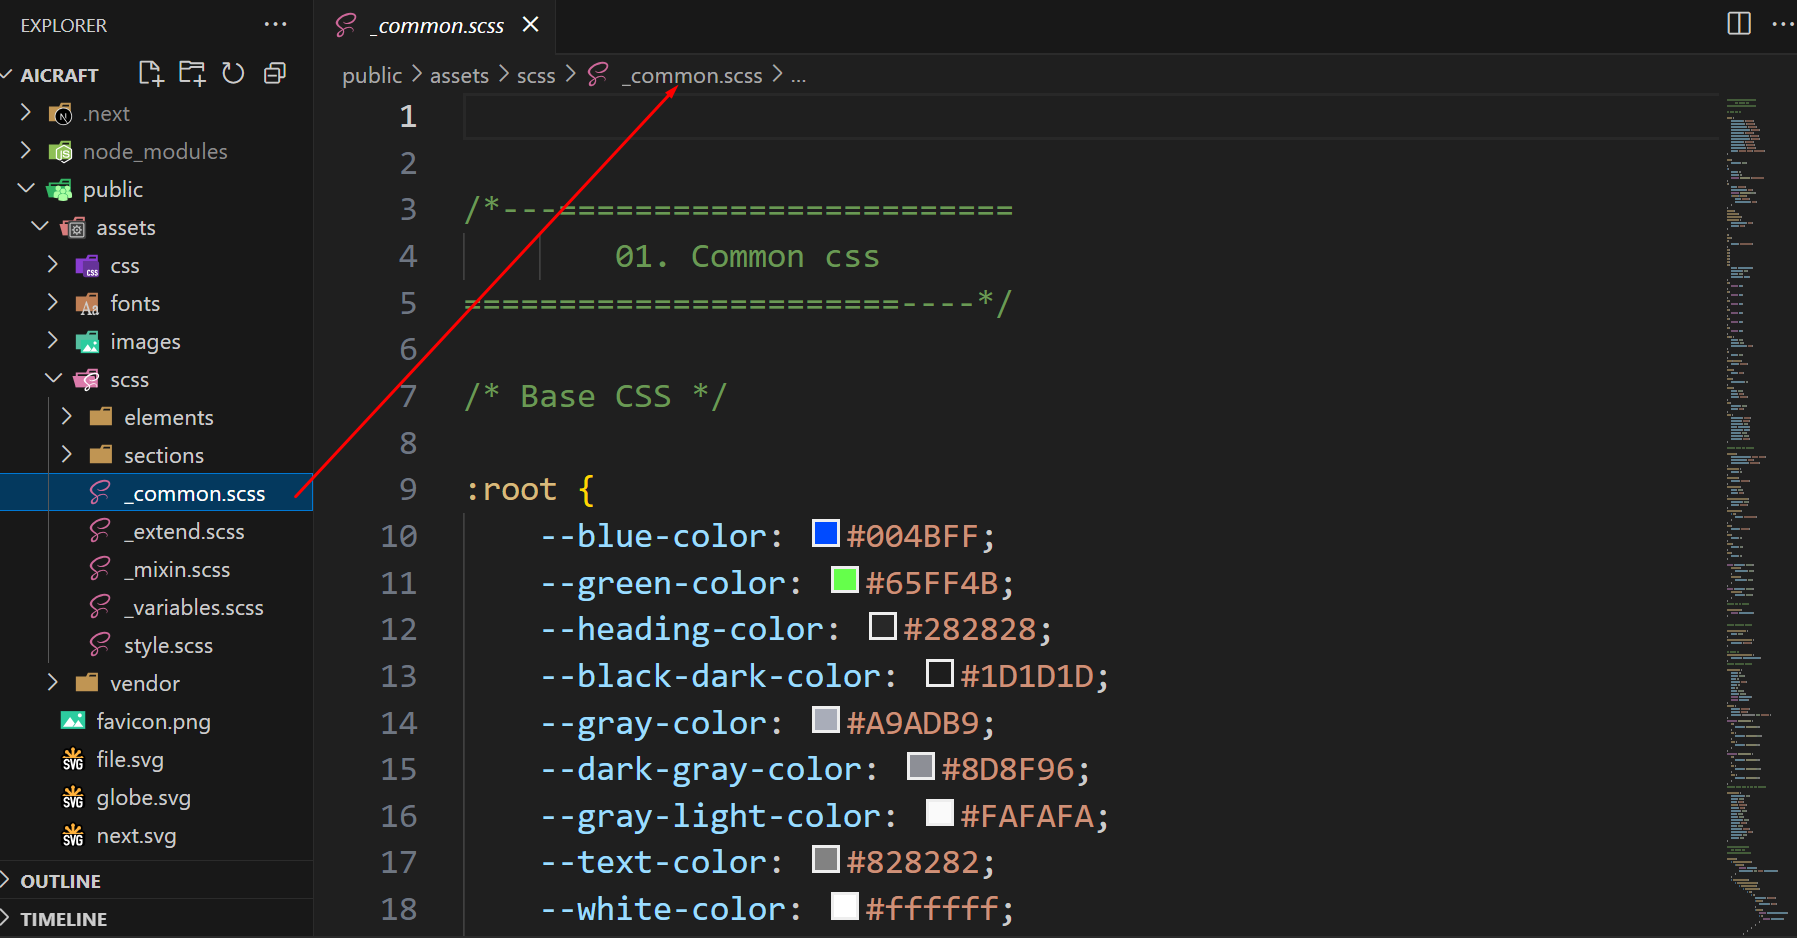 EXPLORER
AICRAFT
.next
node_modules
public
assets
css
fonts
images
scss
elements
sections
_common.scss
_extend.scss
_mixin.scss
_variables.scss
style.scss
vendor
favicon.png
file.svg
globe.svg
next.svg
OUTLINE
TIMELINE
_common.scss
public > assets > scss > _common.scss > ...
1
2
3 /*---========================
4 01. Common css
5 =======================----*/
6
7 /* Base CSS */
8
9 :root {
10 --blue-color: #004BFF;
11 --green-color: #65FF4B;
12 --heading-color: #282828;
13 --black-dark-color: #1D1D1D;
14 --gray-color: #A9ADB9;
15 --dark-gray-color: #8D8F96;
16 --gray-light-color: #FAFAFA;
17 --text-color: #828282;
18 --white-color: #ffffff;